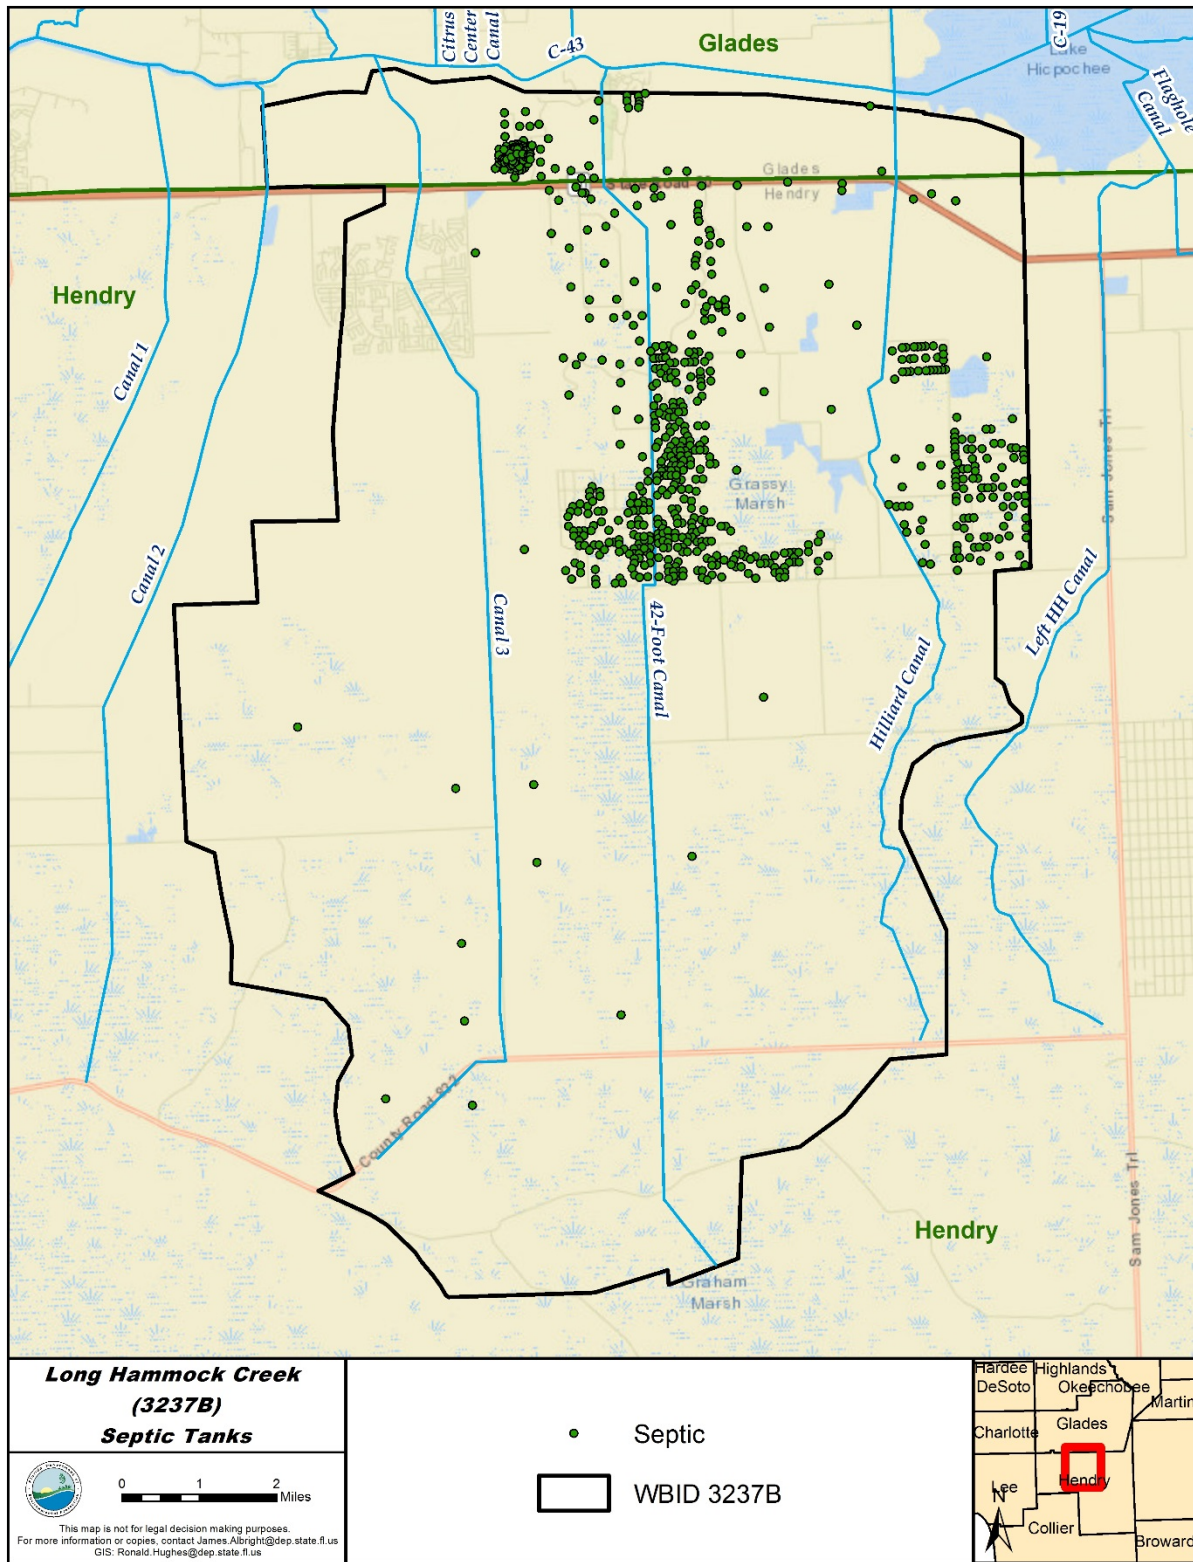 Citrus
Center
Canal
C-43
Glades
C-19
Lake
Hicpochee
Flaghole
Canal
Glades
Hendry
Hendry
Canal 1
Canal 2
Canal 3
42-Foot Canal
Grassy
Marsh
Hilliard Canal
Left HH Canal
Sam Jones Trl
County Road 83 2
Hendry
Sam Jones Trl
Graham
Marsh
Long Hammock Creek
(3237B)
Septic Tanks
0 1 2
Miles
This map is not for legal decision making purposes.
For more information or copies, contact James.Albright@dep.state.fl.us
GIS: Ronald.Hughes@dep.state.fl.us
Septic
WBID 3237B
Hardee
Highlands
DeSoto
Okeechobee
Martin
Glades
Charlotte
Lee
Hendry
N
Collier
Broward